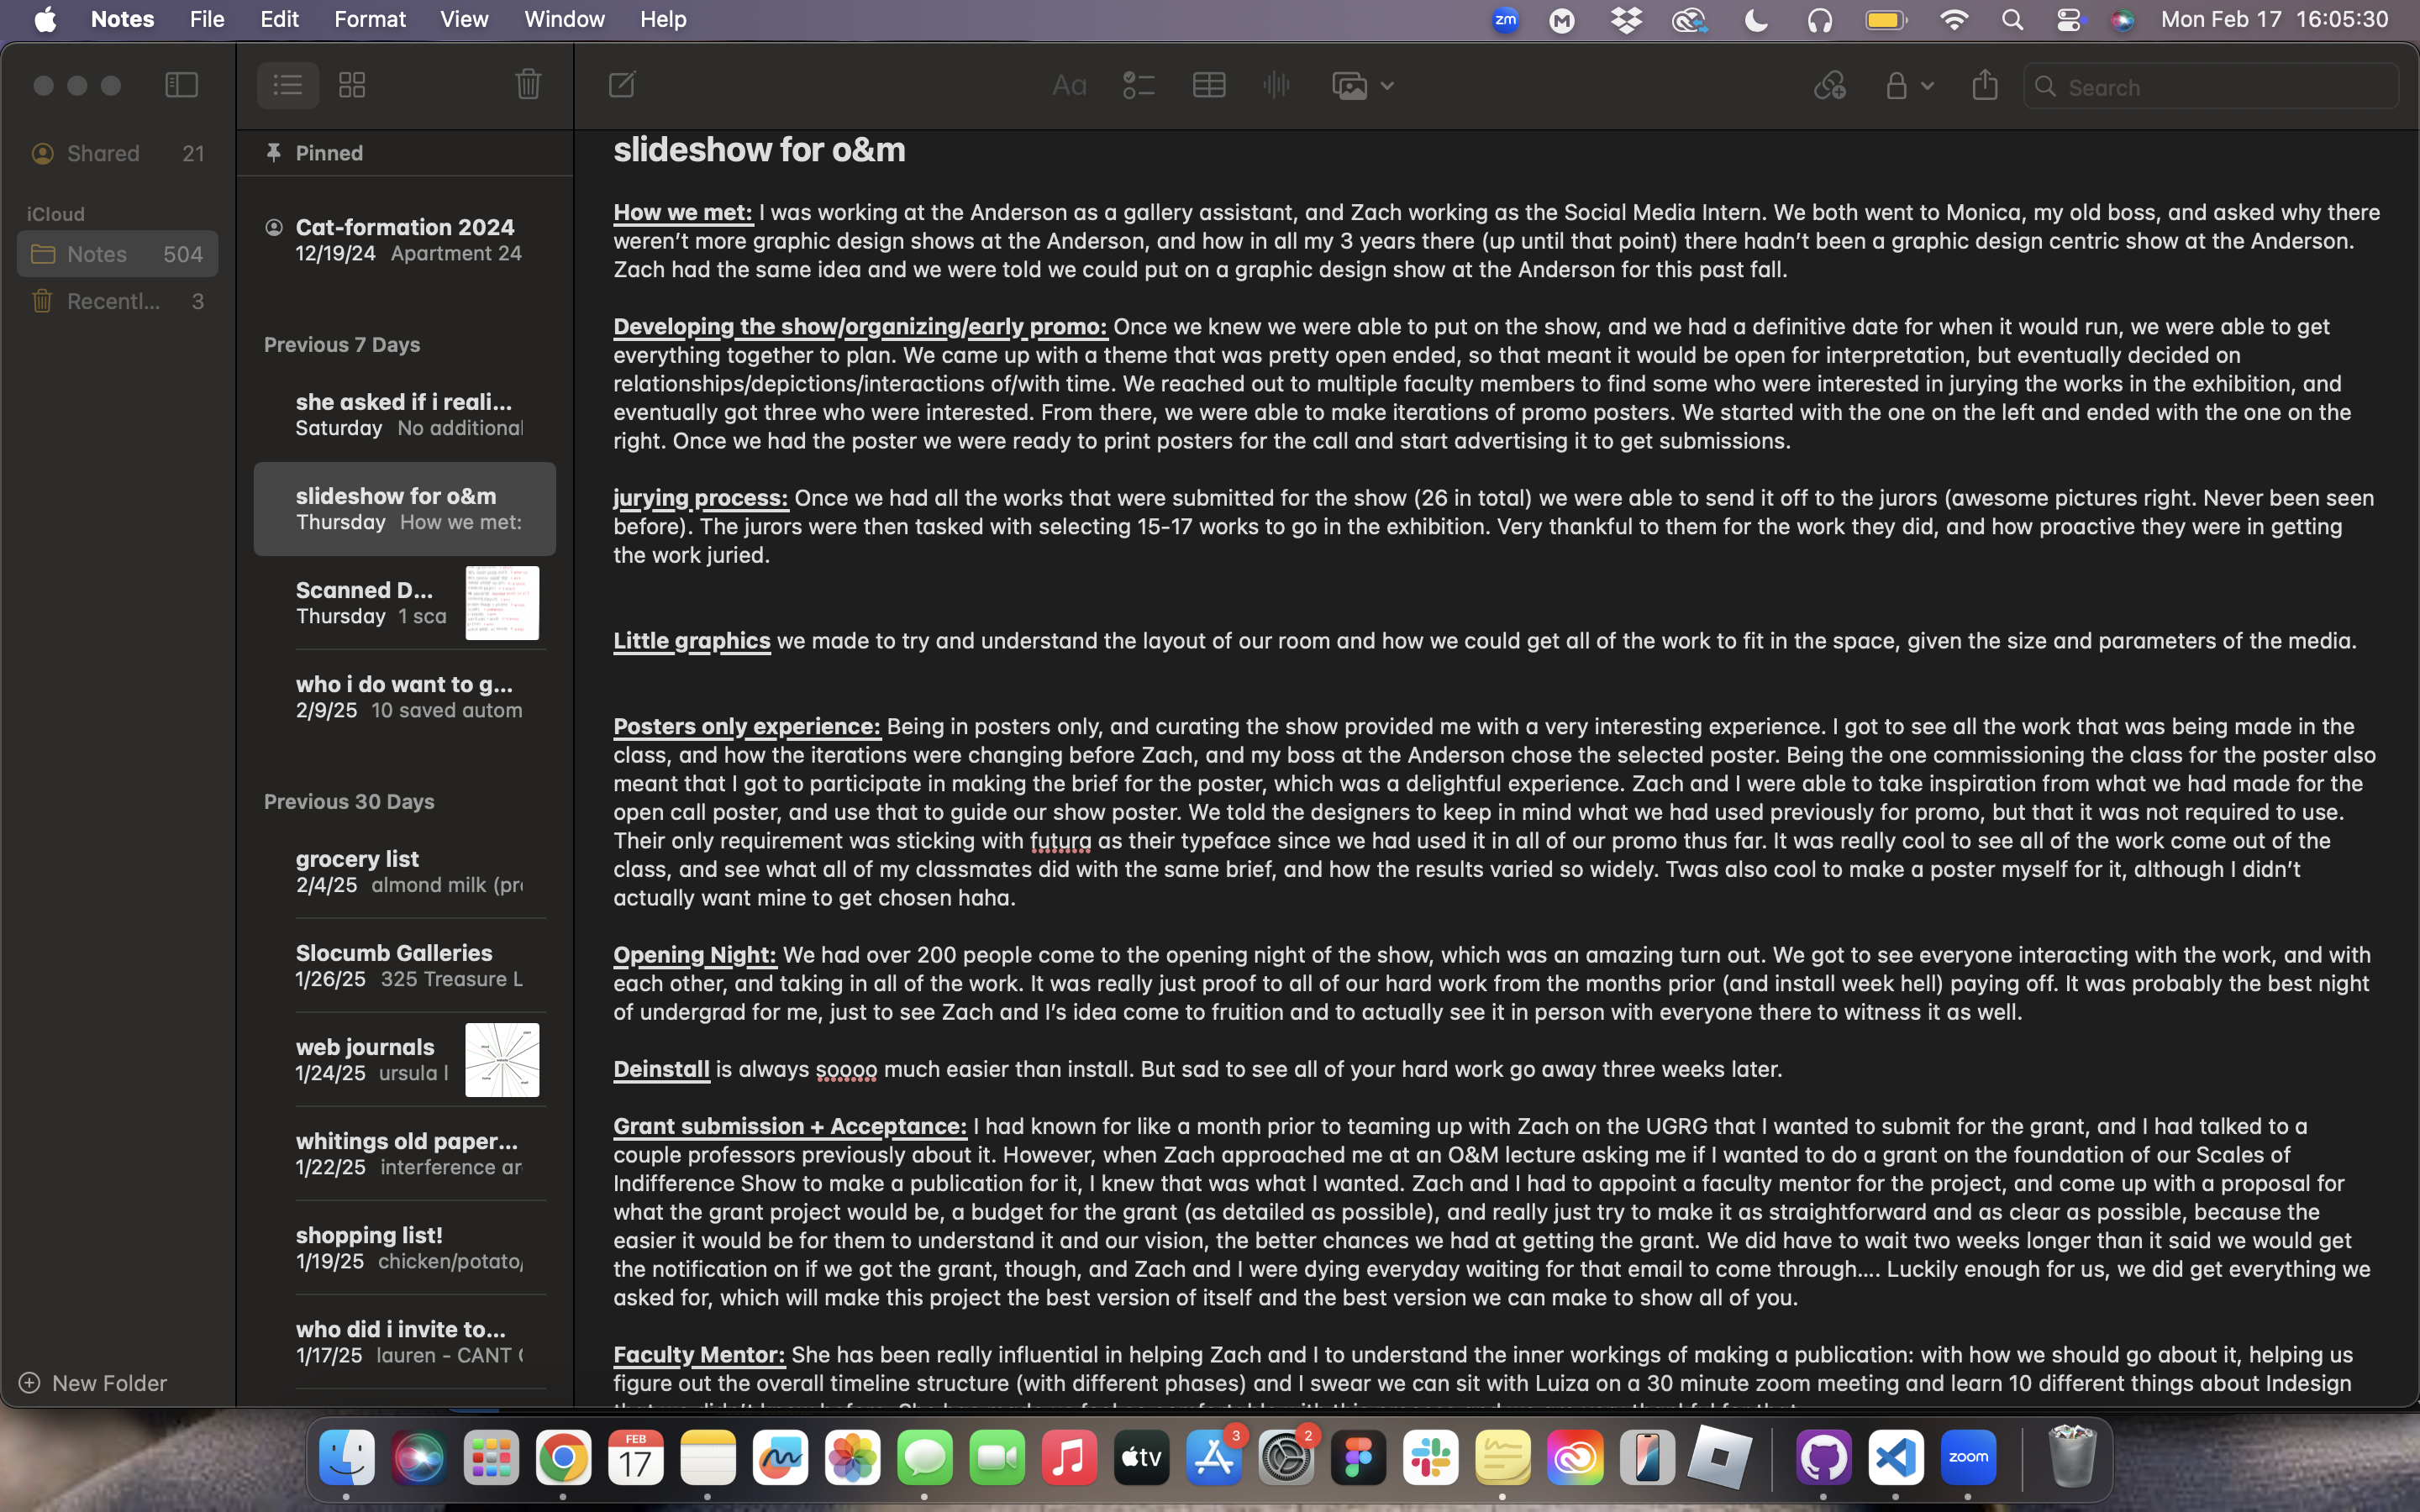 Notes File Edit Format View Window Help
zm
Mon Feb 17 16:05:30
Aa
Search
Shared 21
iCloud
Notes 504
Recentl... 3
New Folder
Pinned
Cat-formation 2024
12/19/24 Apartment 24
Previous 7 Days
she asked if i reali...
Saturday No additional
slideshow for o&m
Thursday How we met:
Scanned D...
Thursday 1 sca
who i do want to g...
2/9/25 10 saved autom
Previous 30 Days
grocery list
2/4/25 almond milk (pr
Slocumb Galleries
1/26/25 325 Treasure L
web journals
1/24/25 ursula l
whitings old paper...
1/22/25 interference ar
shopping list!
1/19/25 chicken/potato,
who did i invite to...
1/17/25 lauren - CANT
slideshow for o&m
How we met: I was working at the Anderson as a gallery assistant, and Zach working as the Social Media Intern. We both went to Monica, my old boss, and asked why there
weren't more graphic design shows at the Anderson, and how in all my 3 years there (up until that point) there hadn't been a graphic design centric show at the Anderson.
Zach had the same idea and we were told we could put on a graphic design show at the Anderson for this past fall.
Developing the show/organizing/early promo: Once we knew we were able to put on the show, and we had a definitive date for when it would run, we were able to get
everything together to plan. We came up with a theme that was pretty open ended, so that meant it would be open for interpretation, but eventually decided on
relationships/depictions/interactions of/with time. We reached out to multiple faculty members to find some who were interested in jurying the works in the exhibition, and
eventually got three who were interested. From there, we were able to make iterations of promo posters. We started with the one on the left and ended with the one on the
right. Once we had the poster we were ready to print posters for the call and start advertising it to get submissions.
jurying process: Once we had all the works that were submitted for the show (26 in total) we were able to send it off to the jurors (awesome pictures right. Never been seen
before). The jurors were then tasked with selecting 15-17 works to go in the exhibition. Very thankful to them for the work they did, and how proactive they were in getting
the work juried.
Little graphics we made to try and understand the layout of our room and how we could get all of the work to fit in the space, given the size and parameters of the media.
Posters only experience: Being in posters only, and curating the show provided me with a very interesting experience. I got to see all the work that was being made in the
class, and how the iterations were changing before Zach, and my boss at the Anderson chose the selected poster. Being the one commissioning the class for the poster also
meant that I got to participate in making the brief for the poster, which was a delightful experience. Zach and I were able to take inspiration from what we had made for the
open call poster, and use that to guide our show poster. We told the designers to keep in mind what we had used previously for promo, but that it was not required to use.
Their only requirement was sticking with futura as their typeface since we had used it in all of our promo thus far. It was really cool to see all of the work come out of the
class, and see what all of my classmates did with the same brief, and how the results varied so widely. Twas also cool to make a poster myself for it, although I didn't
actually want mine to get chosen haha.
Opening Night: We had over 200 people come to the opening night of the show, which was an amazing turn out. We got to see everyone interacting with the work, and with
each other, and taking in all of the work. It was really just proof to all of our hard work from the months prior (and install week hell) paying off. It was probably the best night
of undergrad for me, just to see Zach and I's idea come to fruition and to actually see it in person with everyone there to witness it as well.
Deinstall is always soooo much easier than install. But sad to see all of your hard work go away three weeks later.
Grant submission + Acceptance: I had known for like a month prior to teaming up with Zach on the UGRG that I wanted to submit for the grant, and I had talked to a
couple professors previously about it. However, when Zach approached me at an O&M lecture asking me if I wanted to do a grant on the foundation of our Scales of
Indifference Show to make a publication for it, I knew that was what I wanted. Zach and I had to appoint a faculty mentor for the project, and come up with a proposal for
what the grant project would be, a budget for the grant (as detailed as possible), and really just try to make it as straightforward and as clear as possible, because the
easier it would be for them to understand it and our vision, the better chances we had at getting the grant. We did have to wait two weeks longer than it said we would get
the notification on if we got the grant, though, and Zach and I were dying everyday waiting for that email to come through.... Luckily enough for us, we did get everything we
asked for, which will make this project the best version of itself and the best version we can make to show all of you.
Faculty Mentor: She has been really influential in helping Zach and I to understand the inner workings of making a publication: with how we should go about it, helping us
figure out the overall timeline structure (with different phases) and I swear we can sit with Luiza on a 30 minute zoom meeting and learn 10 different things about Indesign
FEB
17
tv
3
2
zoom